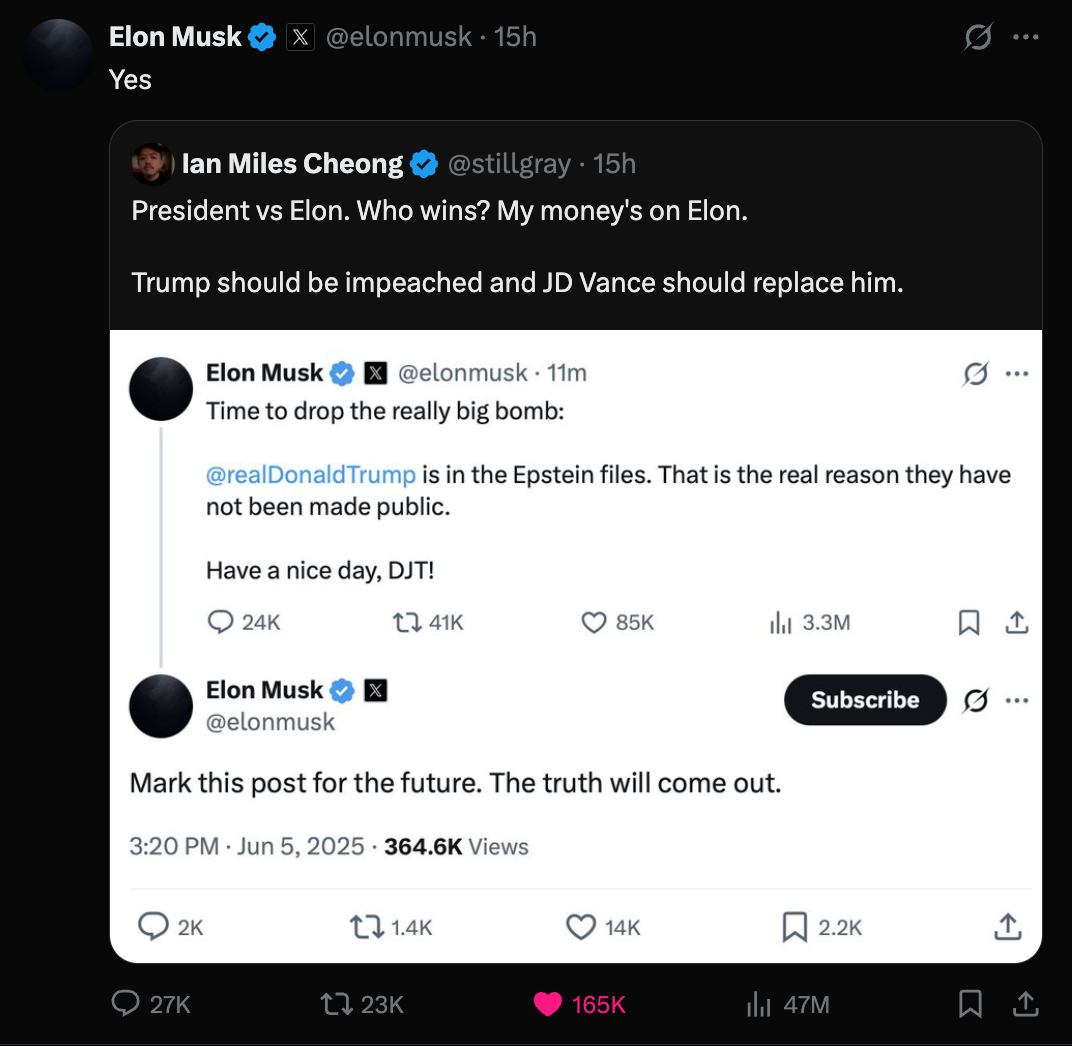 Elon Musk @elonmusk · 15h
Yes
Ian Miles Cheong @stillgray · 15h
President vs Elon. Who wins? My money's on Elon.
Trump should be impeached and JD Vance should replace him.
Elon Musk @elonmusk · 11m
Time to drop the really big bomb:
@realDonaldTrump is in the Epstein files. That is the real reason they have
not been made public.
Have a nice day, DJT!
24K 41K 85K 3.3M
Elon Musk
@elonmusk
Subscribe
Mark this post for the future. The truth will come out.
3:20 PM · Jun 5, 2025 · 364.6K Views
2K 1.4K 14K 2.2K
27K 23K 165K 47M